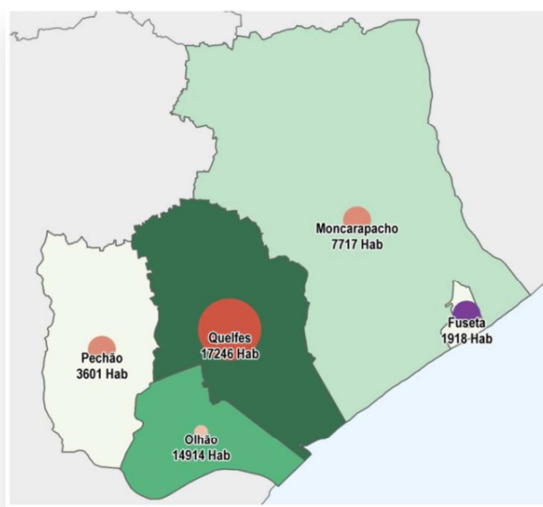 Moncarapacho
7717 Hab
Fuseta
1918 Hab
Quelfes
17246 Hab
Pechão
3601 Hab
Olhão
14914 Hab